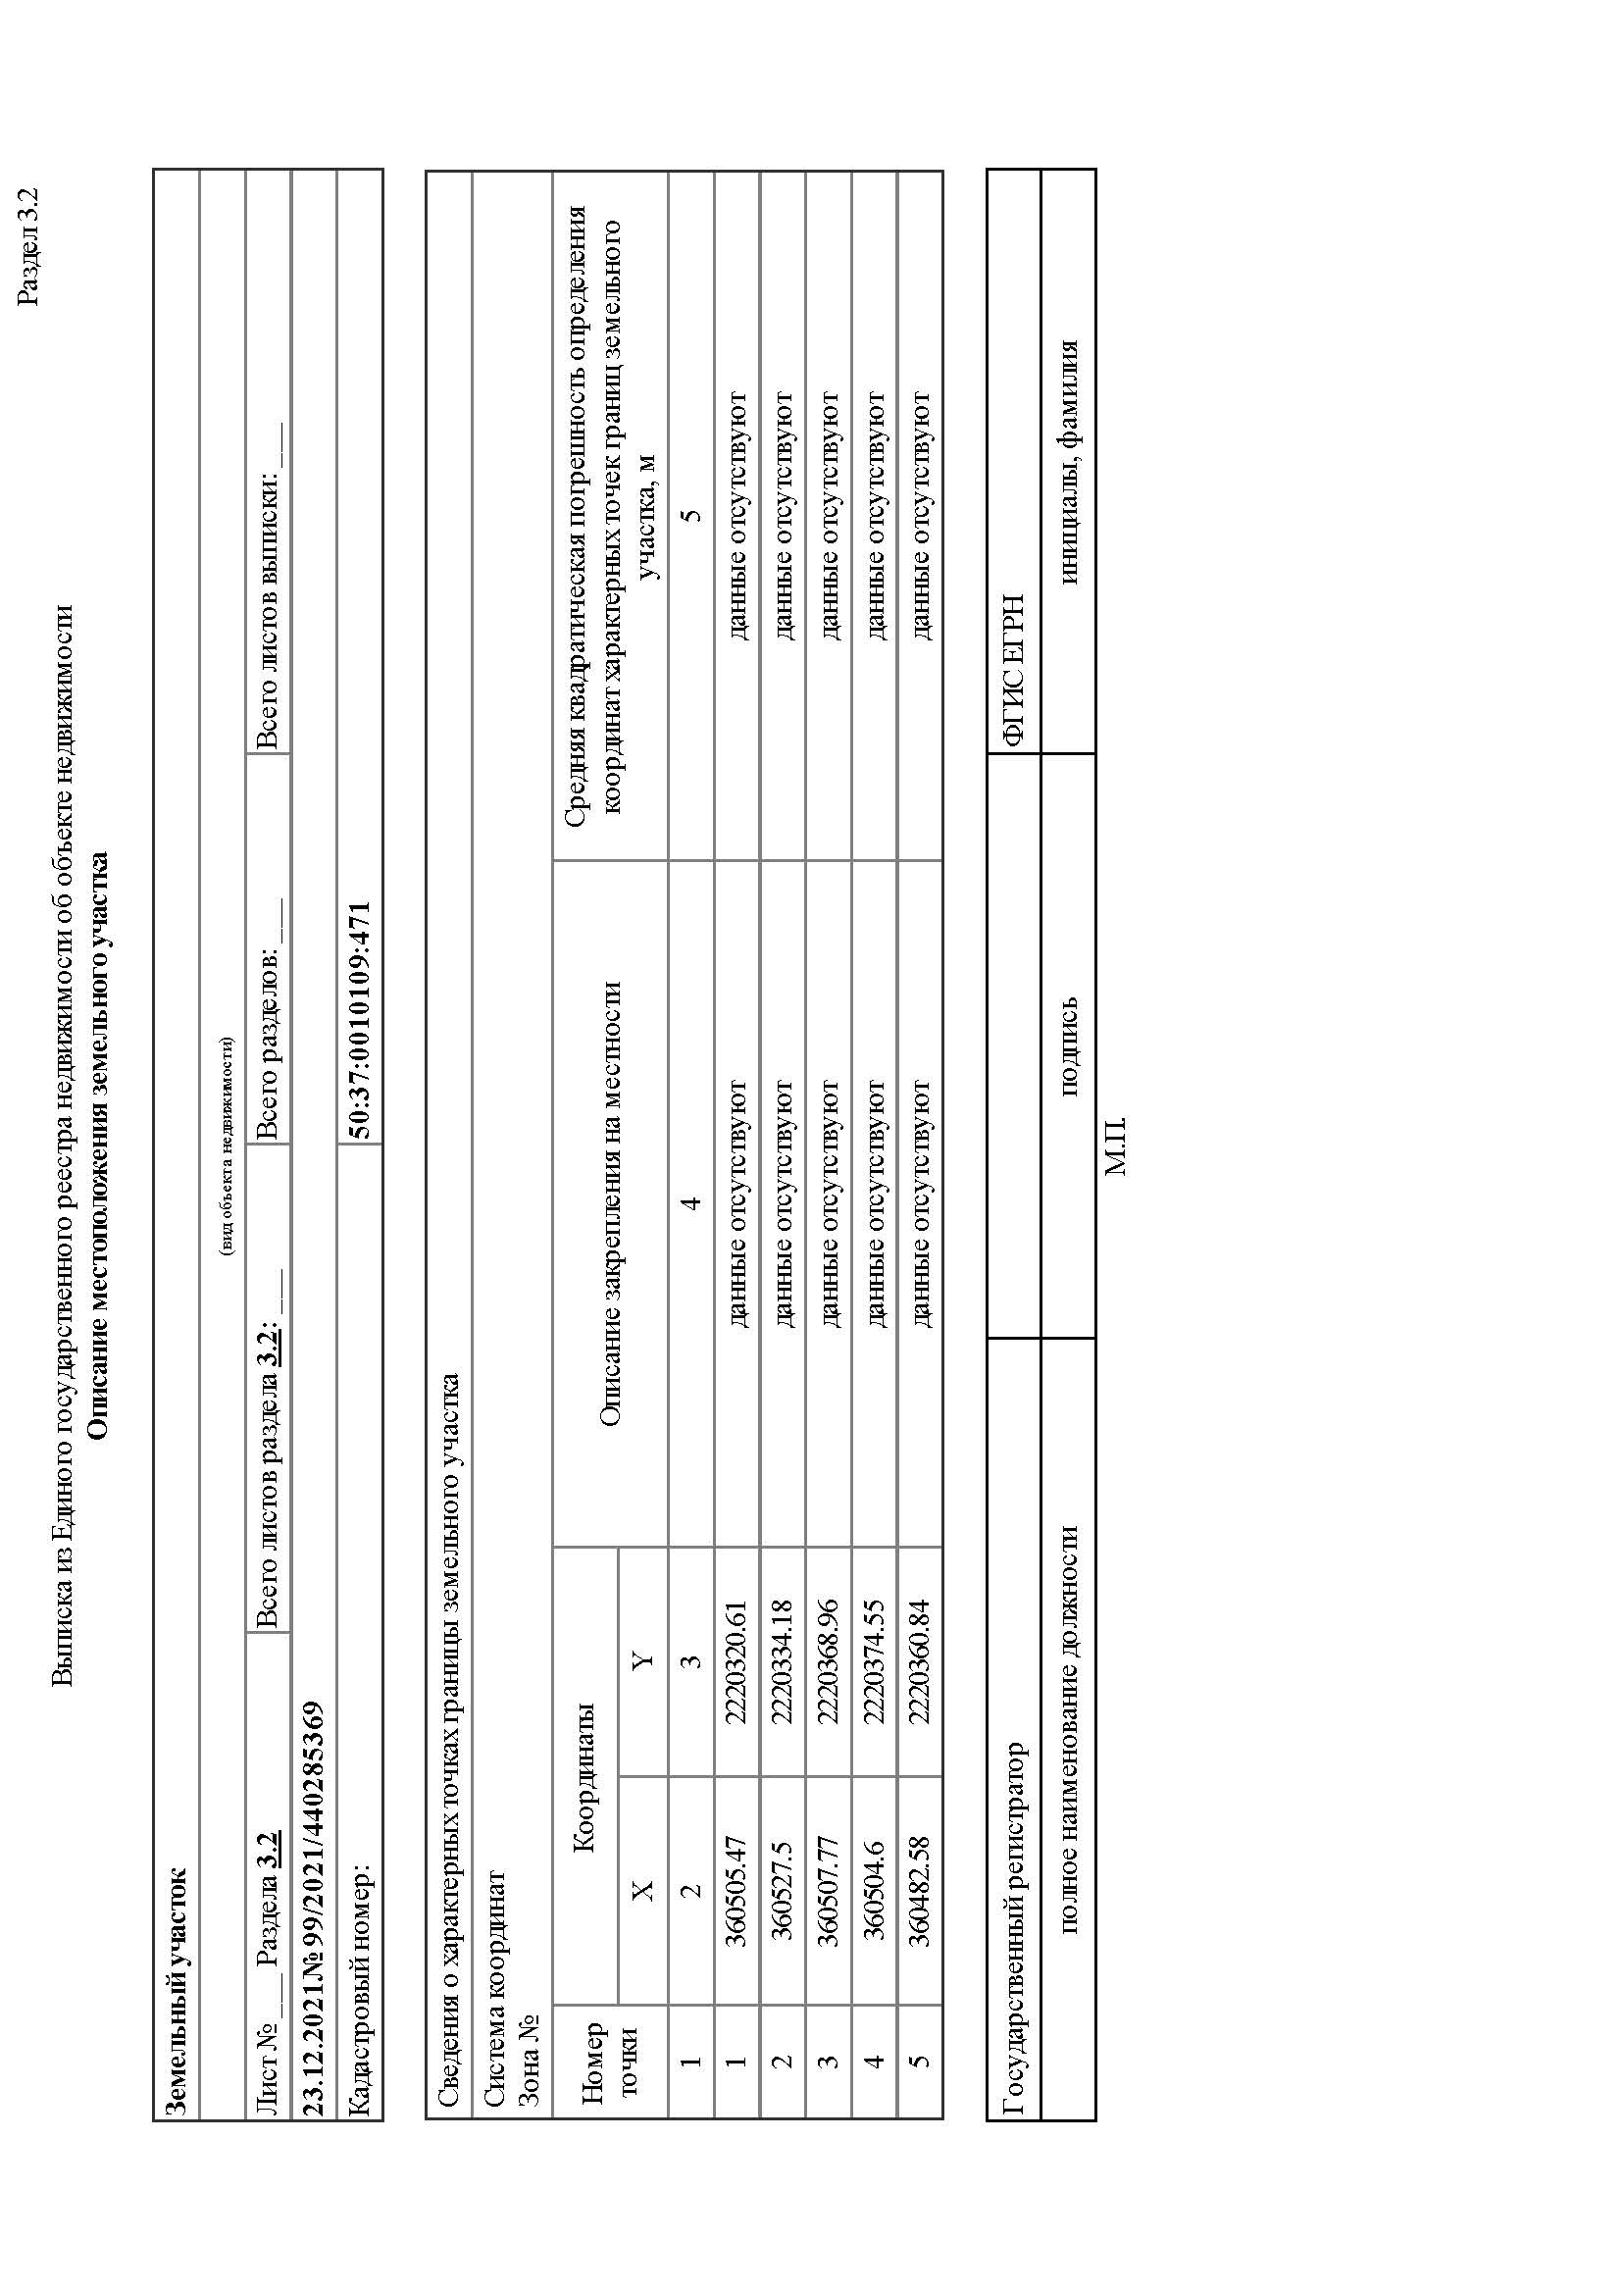 Раздел 3.2
Выписка из Единого государственного реестра недвижимости об объекте недвижимости
Описание местоположения земельного участка
Земельный участок
(вид объекта недвижимости)
Лист № ___ Раздела 3.2 Всего листов раздела 3.2: ___ Всего разделов: ___ Всего листов выписки: ___
23.12.2021№ 99/2021/440285369
Кадастровый номер: 50:37:0010109:471
Сведения о характерных точках границы земельного участка
Система координат
Зона №
Номер точки
Координаты
X Y
Описание закрепления на местности
Средняя квадратическая погрешность определения
координат характерных точек границ земельного
участка, м
1 2 3 4 5
1 360505.47 2220320.61 данные отсутствуют данные отсутствуют
2 360527.5 2220334.18 данные отсутствуют данные отсутствуют
3 360507.77 2220368.96 данные отсутствуют данные отсутствуют
4 360504.6 2220374.55 данные отсутствуют данные отсутствуют
5 360482.58 2220360.84 данные отсутствуют данные отсутствуют
Государственный регистратор ФГИС ЕГРН
полное наименование должности подпись инициалы, фамилия
М.П.